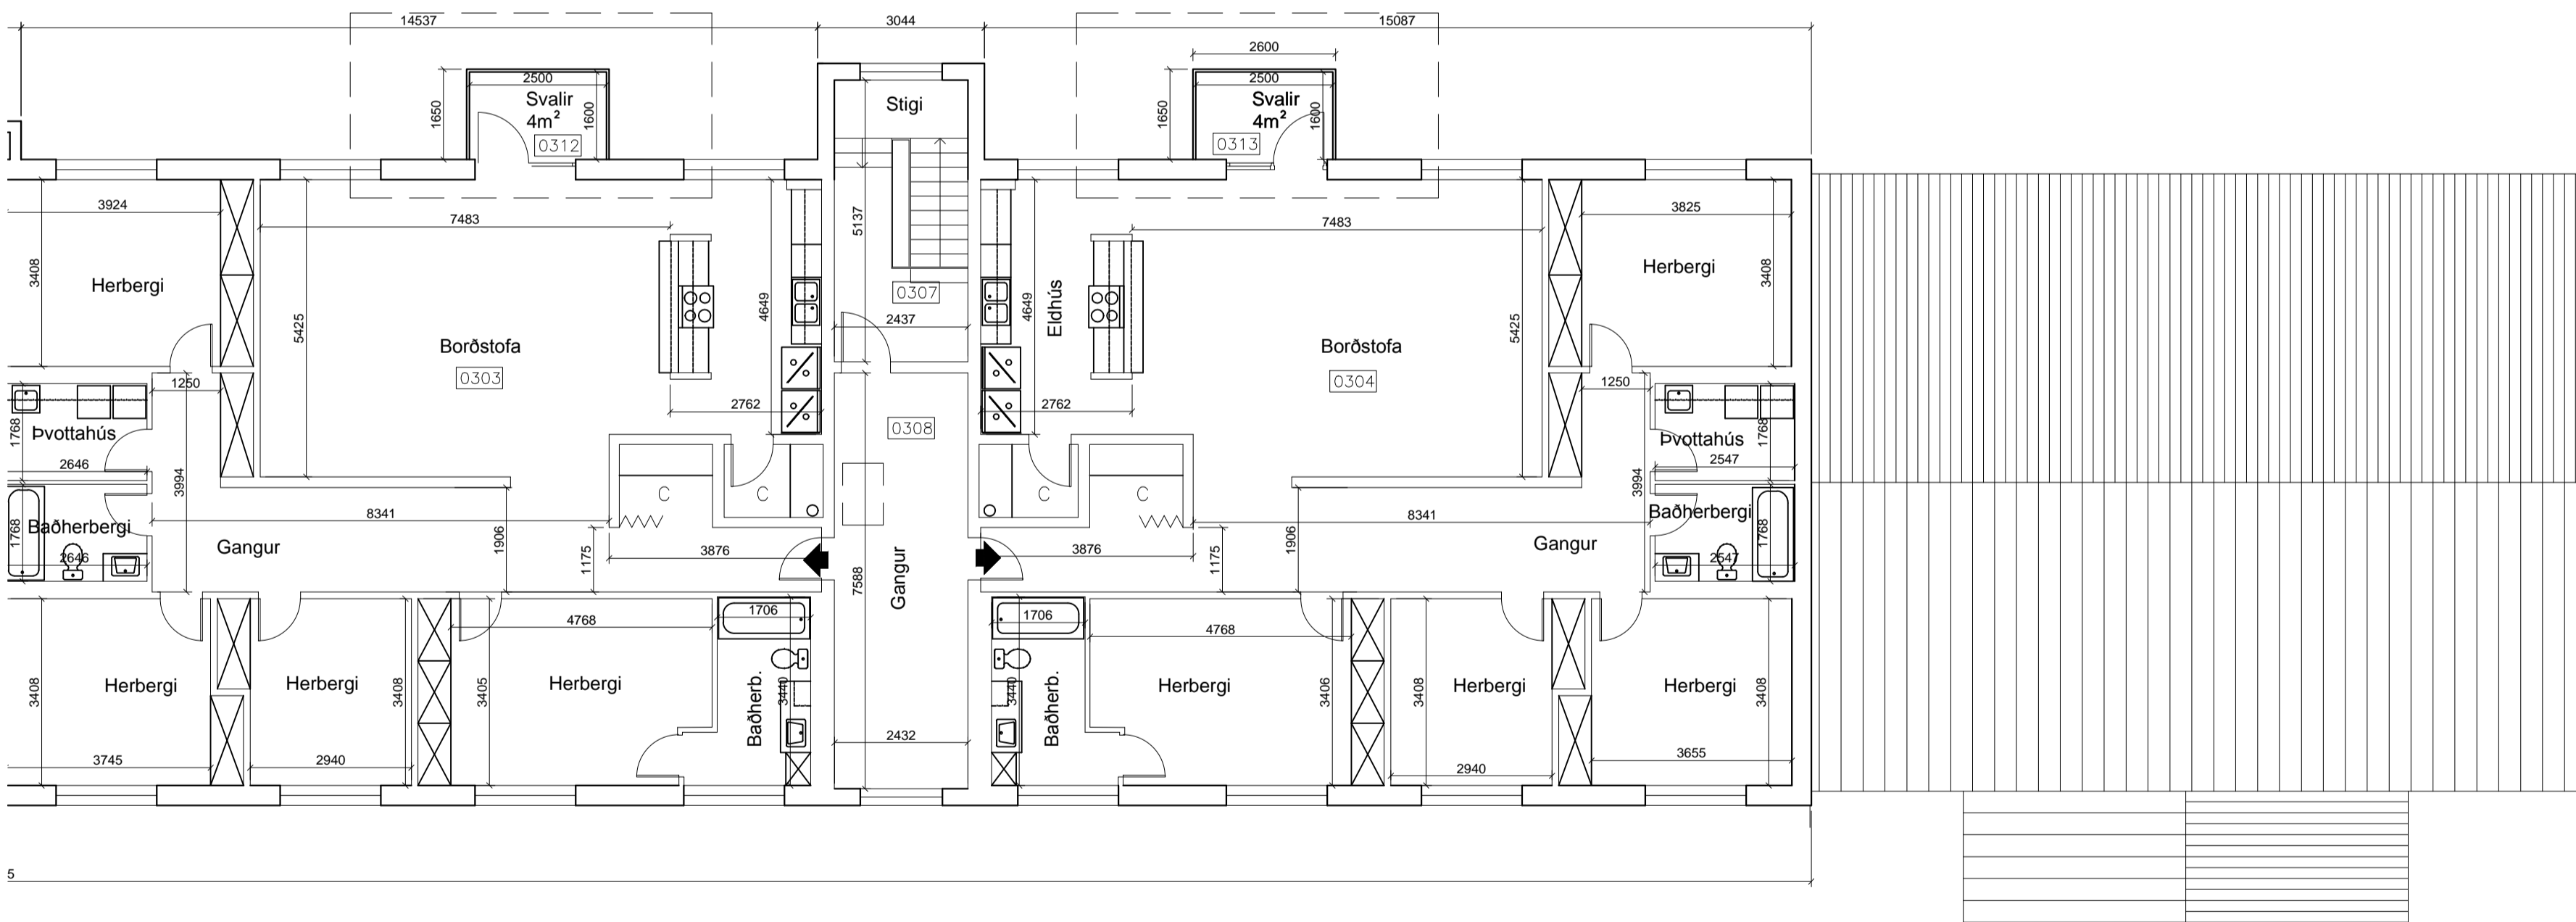 14537
3044
15087
2600
2500
2500
1650
1600
1650
1600
Svalir
4m²
0312
Stigi
Svalir
4m²
0313
3924
7483
5137
7483
3825
3408
Herbergi
5425
4649
0307
4649
Eldhús
5425
Herbergi
3408
2437
Borðstofa
0303
Borðstofa
0304
1250
2762
2762
1250
1768
Þvottahús
2646
0308
Þvottahús
1768
2547
3994
C
C
C
C
3994
8341
8341
1768
Baðherbergi
2646
Gangur
1906
1175
3876
7588
Gangur
3876
1175
1906
Gangur
Baðherbergi
1768
2547
4768
1706
1706
4768
3408
Herbergi
Herbergi
3408
3405
Herbergi
Baðherb.
3440
3440
Baðherb.
Herbergi
3406
3408
Herbergi
Herbergi
3408
3745
2940
2432
2940
3655
5